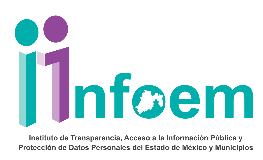 infoem
Instituto de Transparencia, Acceso a la Información Pública y
Protección de Datos Personales del Estado de México y Municipios